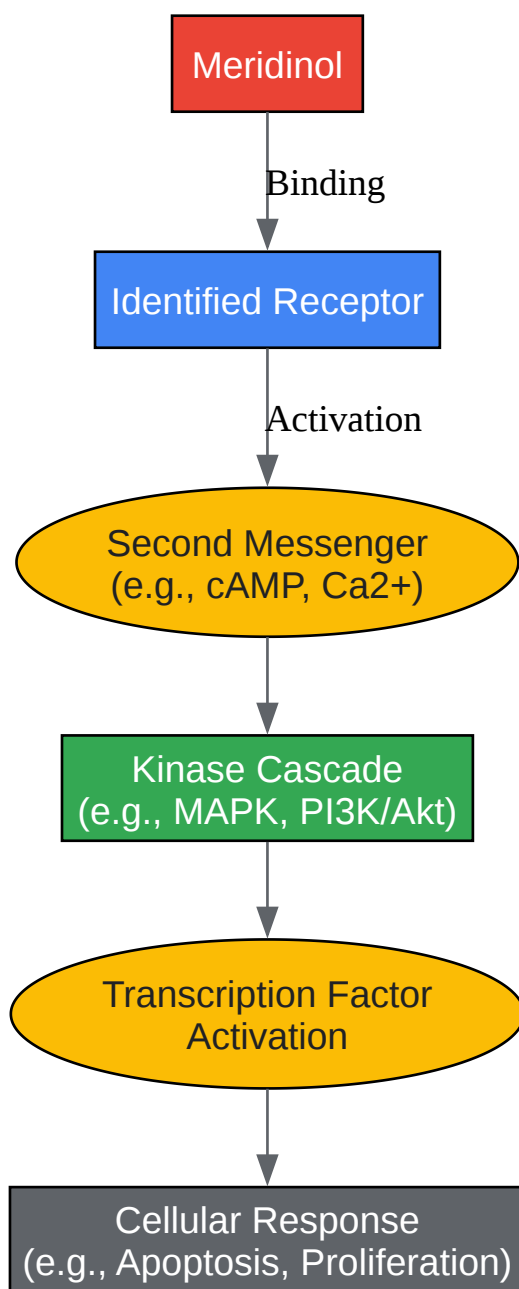 Meridinol
Binding
Identified Receptor
Activation
Second Messenger
(e.g., cAMP, Ca2+)
Kinase Cascade
(e.g., MAPK, PI3K/Akt)
Transcription Factor
Activation
Cellular Response
(e.g., Apoptosis, Proliferation)